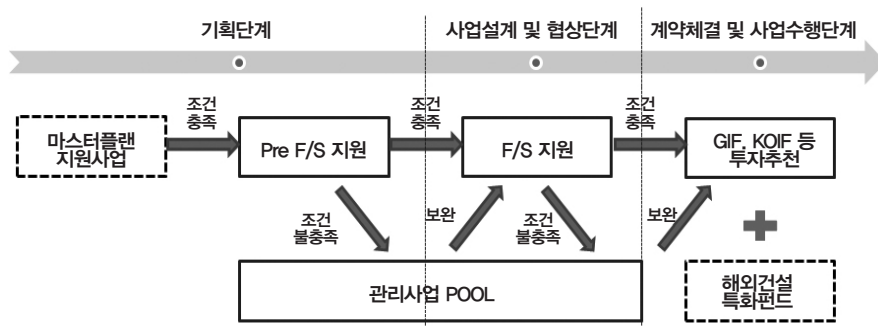 기획단계
사업설계 및 협상단계
계약체결 및 사업수행단계
마스터플랜
지원사업
조건
충족
Pre F/S 지원
조건
충족
F/S 지원
조건
충족
GIF, KOIF 등
투자추천
조건
불충족
보완
조건
불충족
보완
관리사업 POOL
해외건설
특화펀드